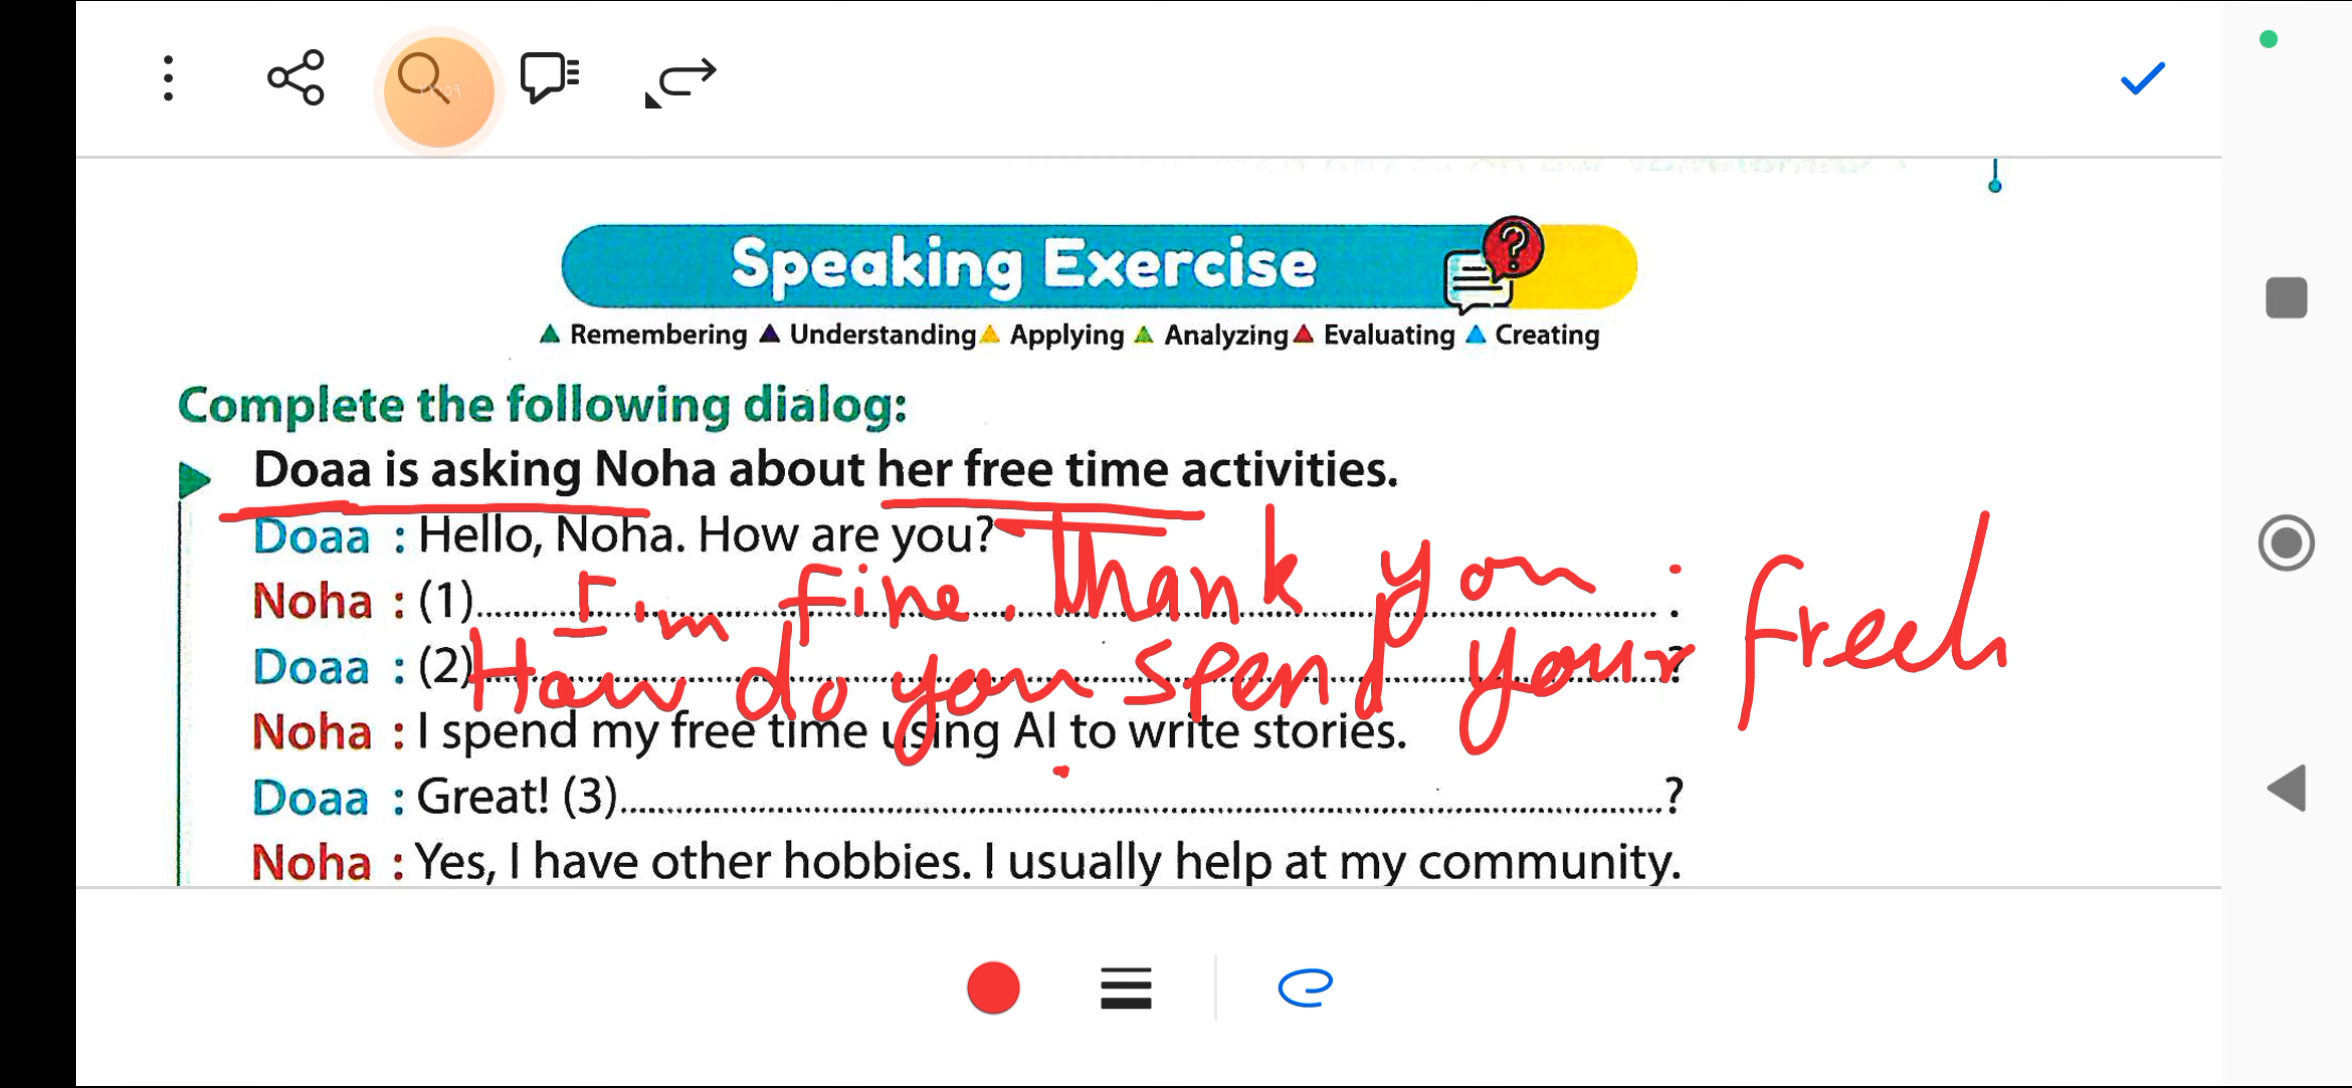 Speaking Exercise
Remembering Understanding Applying Analyzing Evaluating Creating
Complete the following dialog:
Doaa is asking Noha about her free time activities.
Doaa : Hello, Noha. How are you?
Noha : (1) I'm fine. Thank you .
Doaa : (2) How do you spend your free ?
Noha : I spend my free time using AI to write stories.
Doaa : Great! (3) ?
Noha : Yes, I have other hobbies. I usually help at my community.